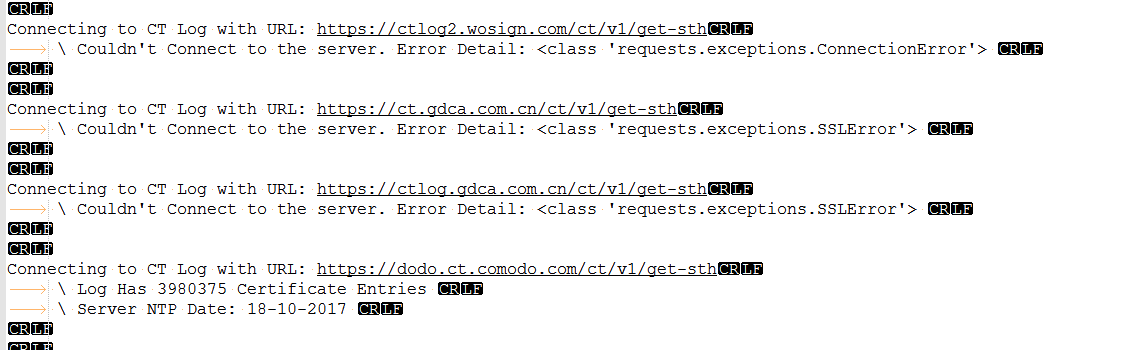 CRLF
Connecting to CT Log with URL: https://ctlog2.wosign.com/ct/v1/get-sthCRLF
\ Couldn't Connect to the server. Error Detail: <class 'requests.exceptions.ConnectionError'> CRLF
CRLF
CRLF
Connecting to CT Log with URL: https://ct.gdca.com.cn/ct/v1/get-sthCRLF
\ Couldn't Connect to the server. Error Detail: <class 'requests.exceptions.SSLError'> CRLF
CRLF
CRLF
Connecting to CT Log with URL: https://ctlog.gdca.com.cn/ct/v1/get-sthCRLF
\ Couldn't Connect to the server. Error Detail: <class 'requests.exceptions.SSLError'> CRLF
CRLF
CRLF
Connecting to CT Log with URL: https://dodo.ct.comodo.com/ct/v1/get-sthCRLF
\ Log Has 3980375 Certificate Entries CRLF
\ Server NTP Date: 18-10-2017 CRLF
CRLF
CRLF